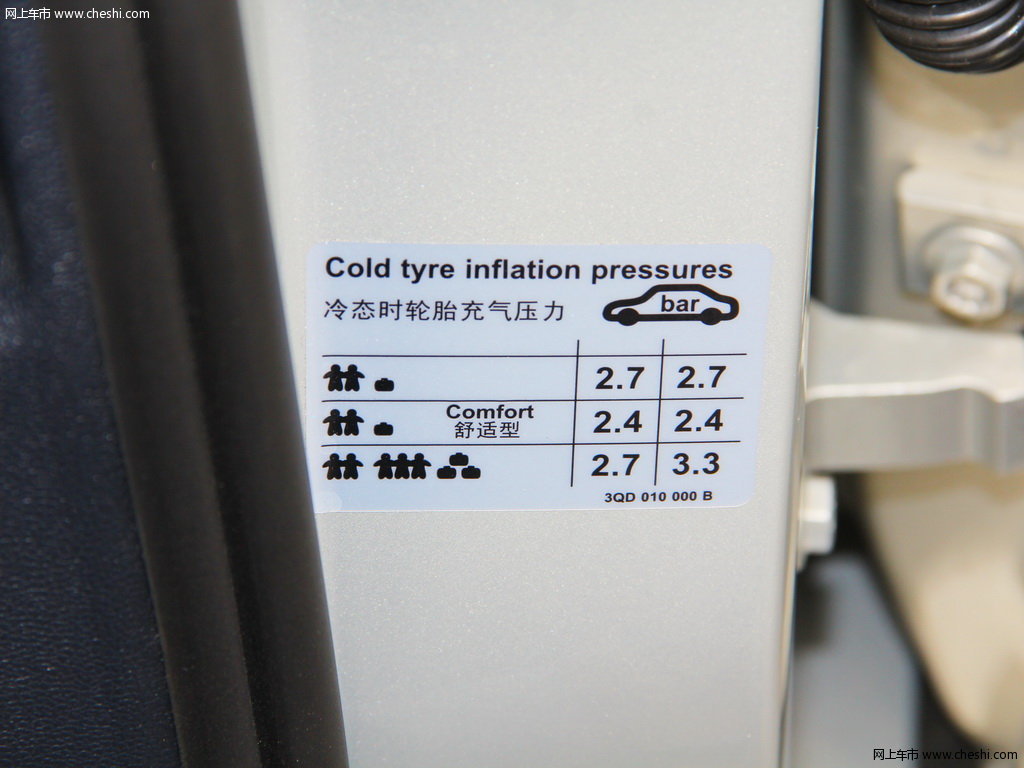 网上车市 www.cheshi.com
Cold tyre inflation pressures
冷态时轮胎充气压力
bar
2.7 2.7
Comfort
舒适型
2.4 2.4
2.7 3.3
3QD 010 000 B
网上车市 www.cheshi.com